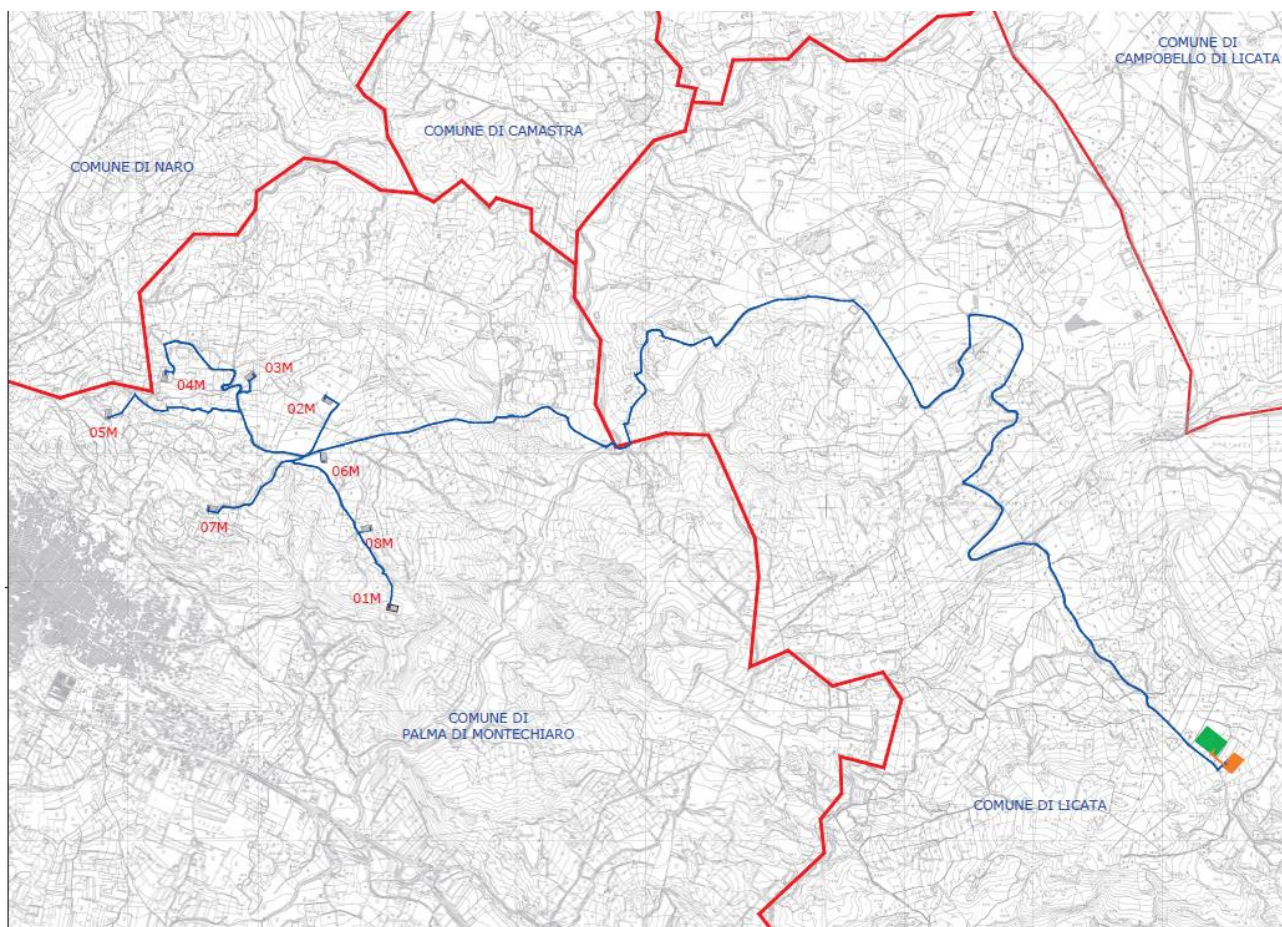 COMUNE DI
CAMPOBELLO DI LICATA
COMUNE DI CAMASTRA
COMUNE DI NARO
03M
04M
02M
05M
06M
07M
08M
01M
COMUNE DI
PALMA DI MONTECHIARO
COMUNE DI LICATA